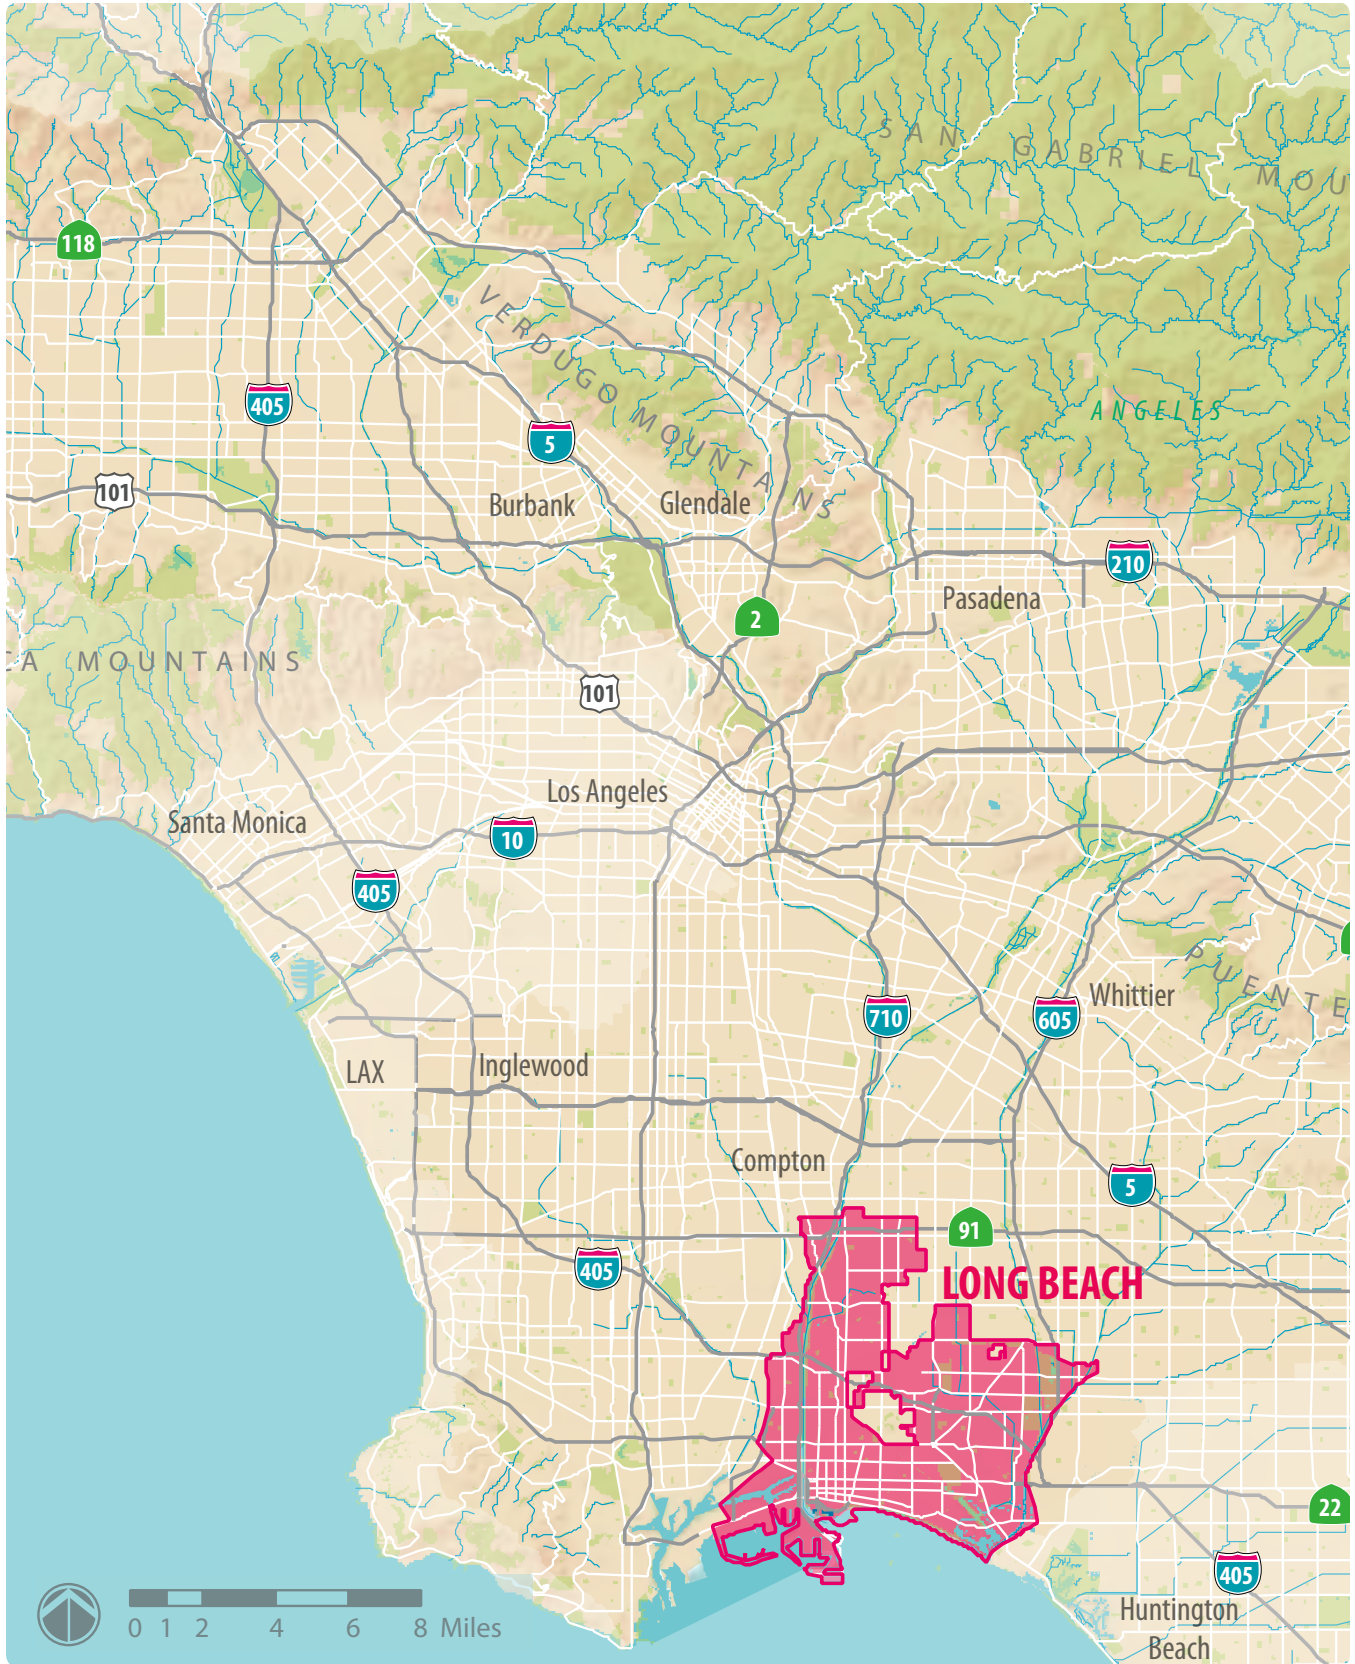 SAN GABRIEL MOU
118
VERDUGO MOUNTAINS
405
ANGELES
5
101
Burbank
Glendale
210
Pasadena
2
CA MOUNTAINS
101
Los Angeles
Santa Monica
10
405
PUENTE
Whittier
710
605
LAX
Inglewood
Compton
5
91
405
LONG BEACH
22
405
Huntington
Beach
0 1 2 4 6 8 Miles